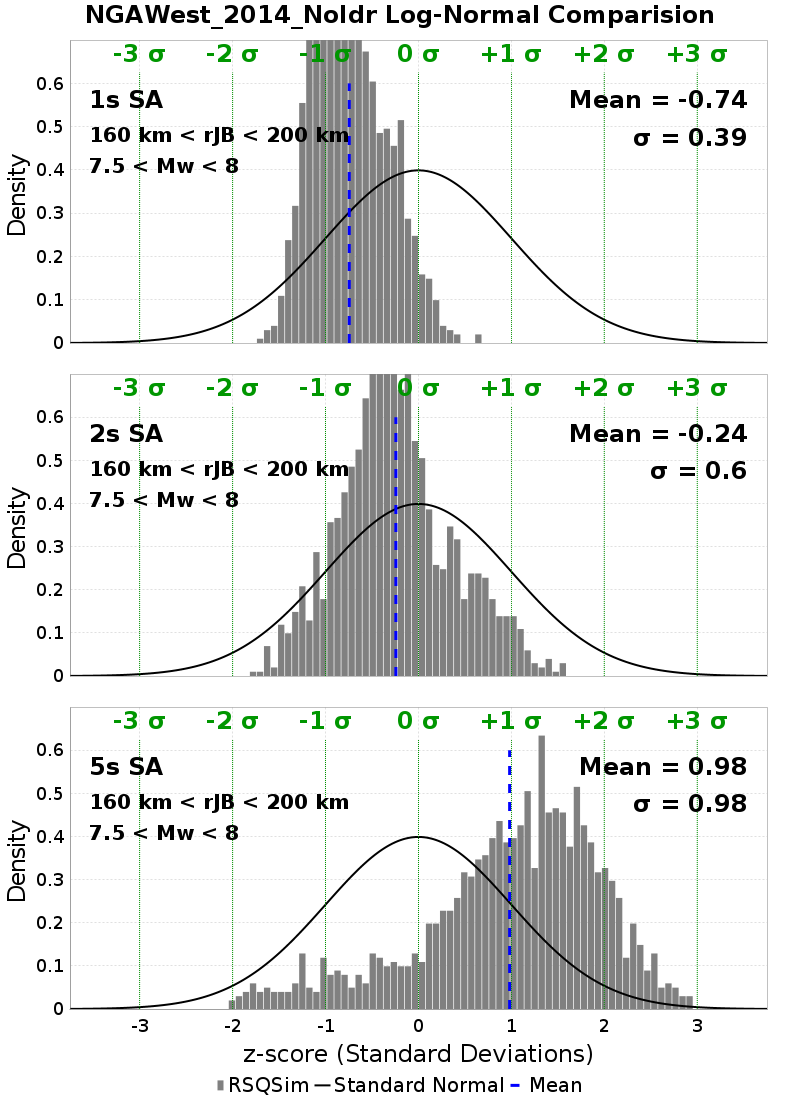 NGAWest_2014_NoIdr Log-Normal Comparision
-3 σ -2 σ -1 σ 0 σ +1 σ +2 σ +3 σ
0.6
1s SA Mean = -0.74
0.5
160 km < rJB < 200 km σ = 0.39
7.5 < Mw < 8
0.4
Density
0.3
0.2
0.1
0
-3 σ -2 σ -1 σ 0 σ +1 σ +2 σ +3 σ
0.6
2s SA Mean = -0.24
0.5
160 km < rJB < 200 km σ = 0.6
7.5 < Mw < 8
0.4
Density
0.3
0.2
0.1
0
-3 σ -2 σ -1 σ 0 σ +1 σ +2 σ +3 σ
0.6
5s SA Mean = 0.98
0.5
160 km < rJB < 200 km σ = 0.98
7.5 < Mw < 8
0.4
Density
0.3
0.2
0.1
0
-3 -2 -1 0 1 2 3
z-score (Standard Deviations)
RSQSim Standard Normal Mean